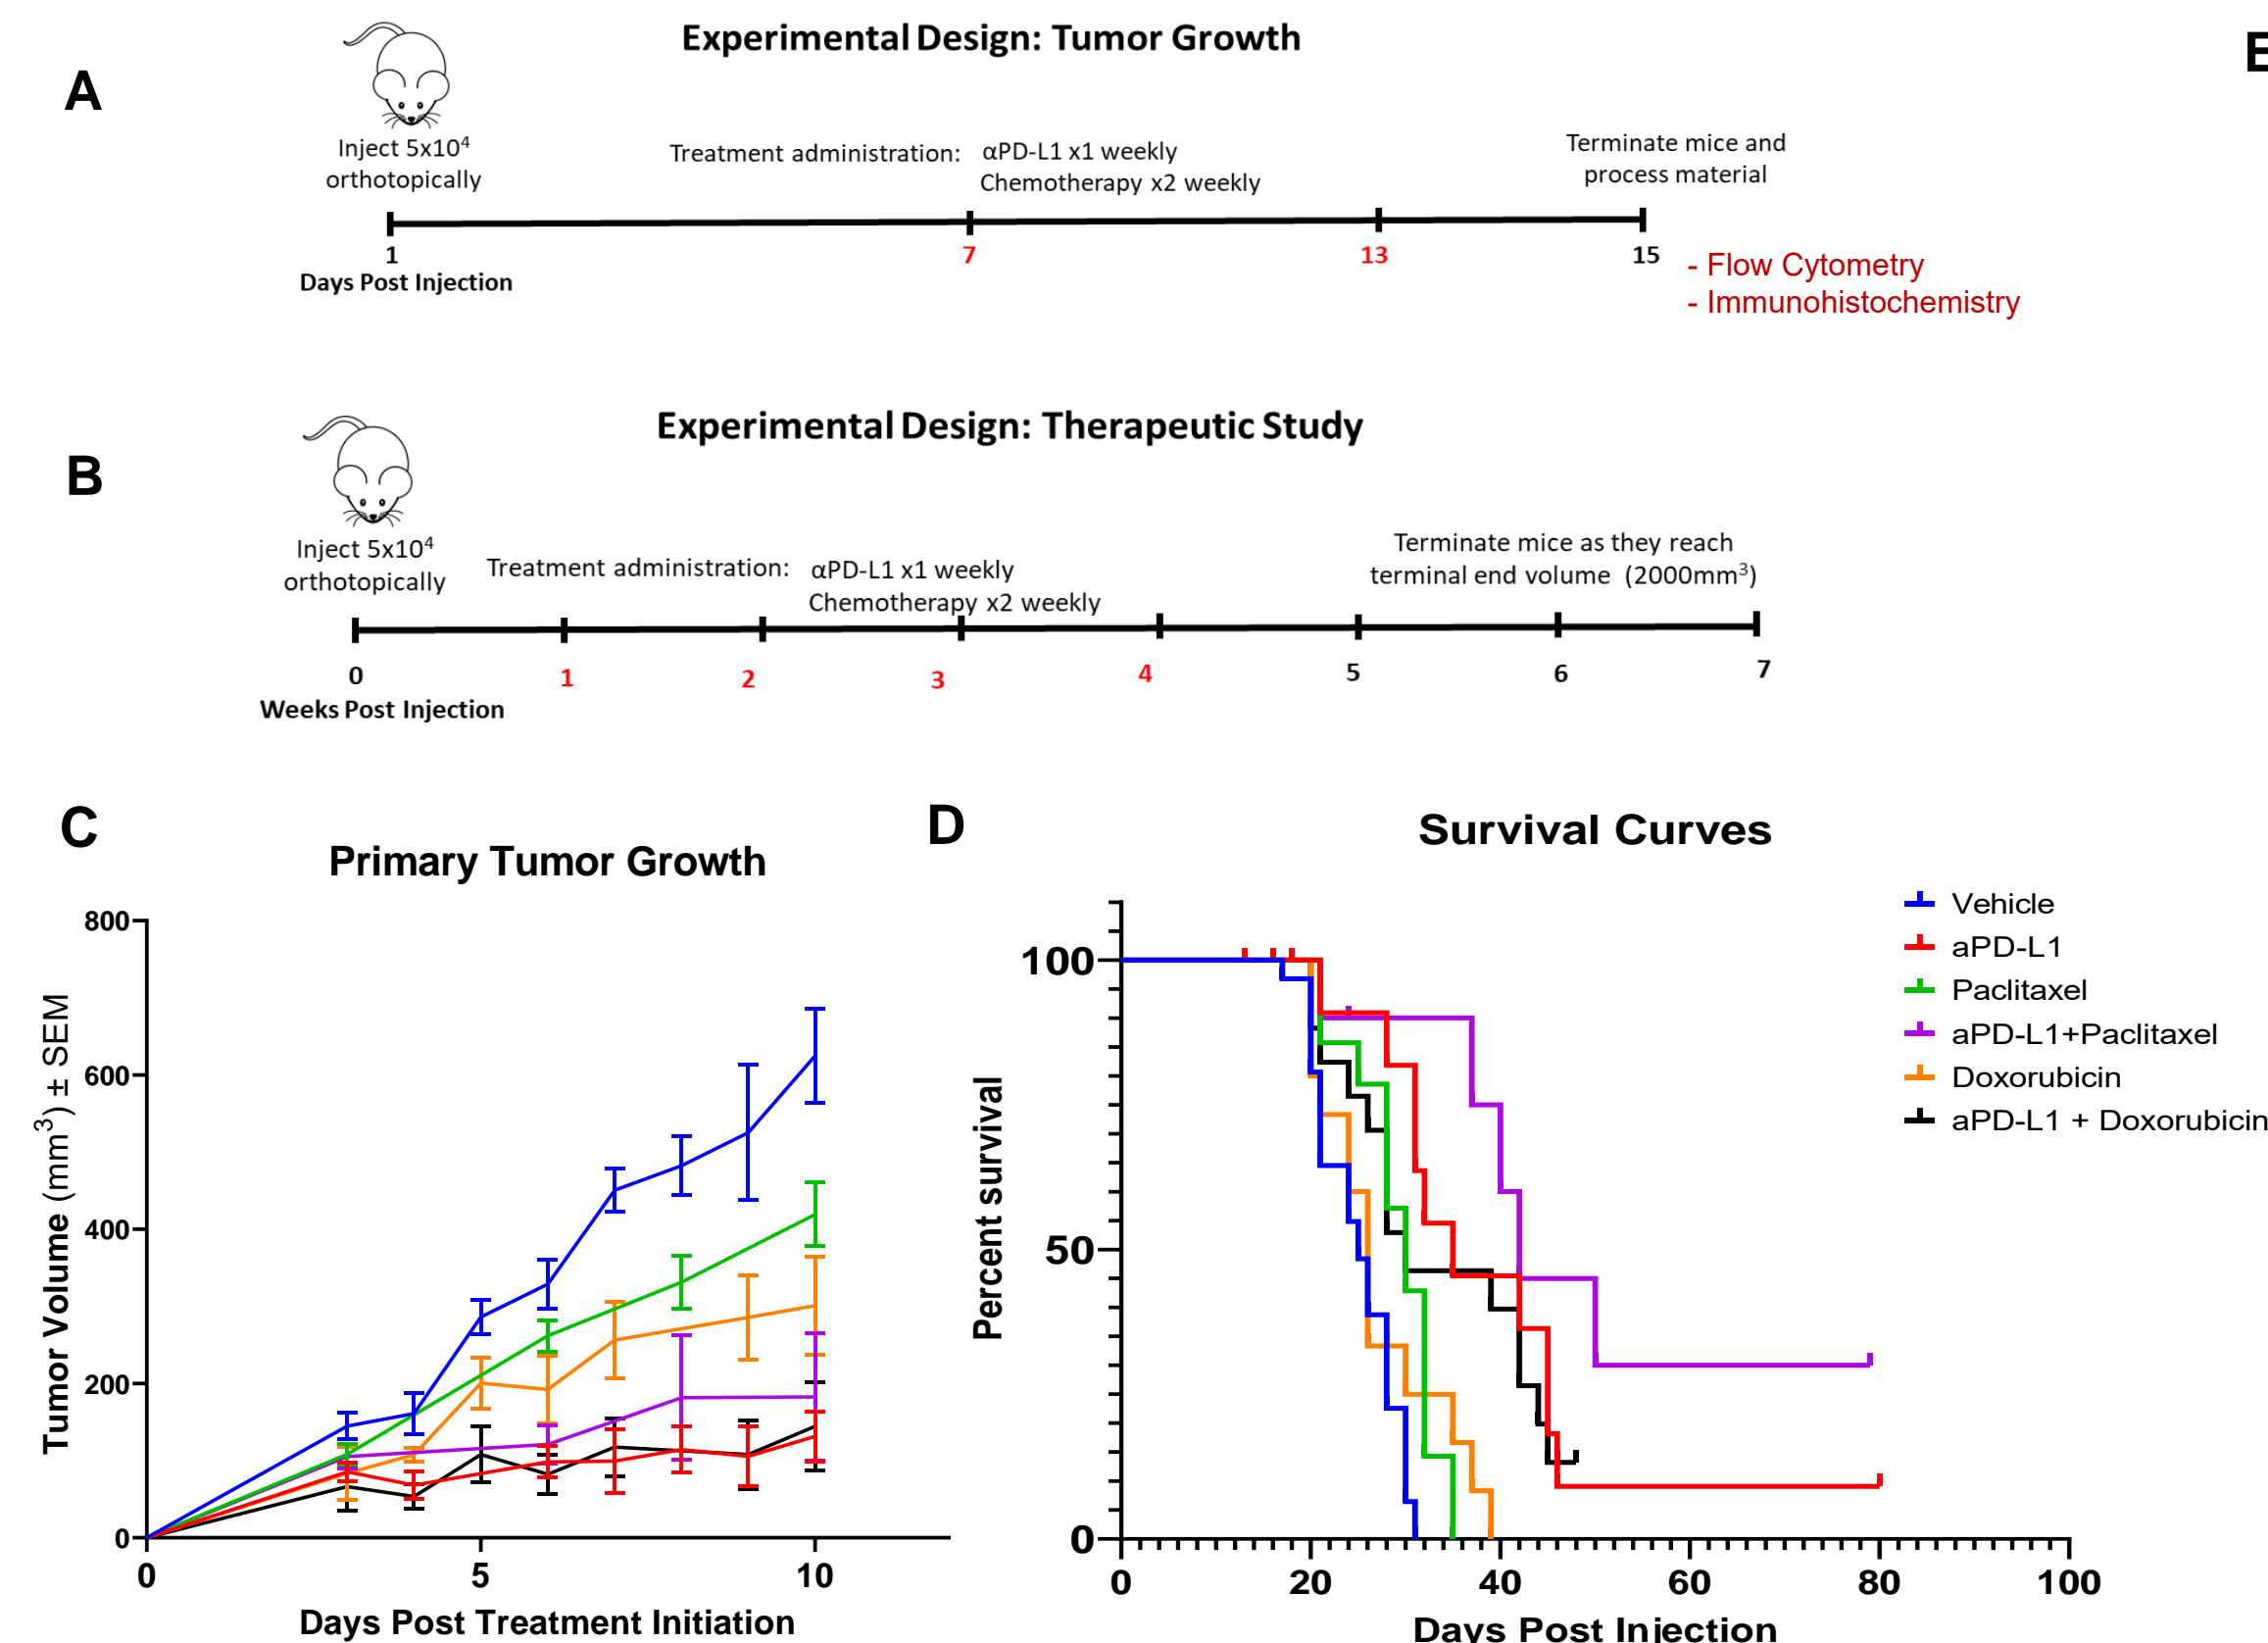 A
Experimental Design: Tumor Growth
E
Inject 5x10⁴
orthotopically
Treatment administration: αPD-L1 x1 weekly
Chemotherapy x2 weekly
Terminate mice and
process material
1
7
13
15
Days Post Injection
- Flow Cytometry
- Immunohistochemistry
B
Experimental Design: Therapeutic Study
Inject 5x10⁴
orthotopically
Treatment administration: αPD-L1 x1 weekly
Chemotherapy x2 weekly
Terminate mice as they reach
terminal end volume (2000mm³)
0
1
2
3
4
5
6
7
Weeks Post Injection
C
Primary Tumor Growth
Tumor Volume (mm³) ± SEM
800
600
400
200
0
0
5
10
Days Post Treatment Initiation
D
Survival Curves
Percent survival
100
50
0
0
20
40
60
80
100
Days Post Injection
Vehicle
aPD-L1
Paclitaxel
aPD-L1+Paclitaxel
Doxorubicin
aPD-L1 + Doxorubicin